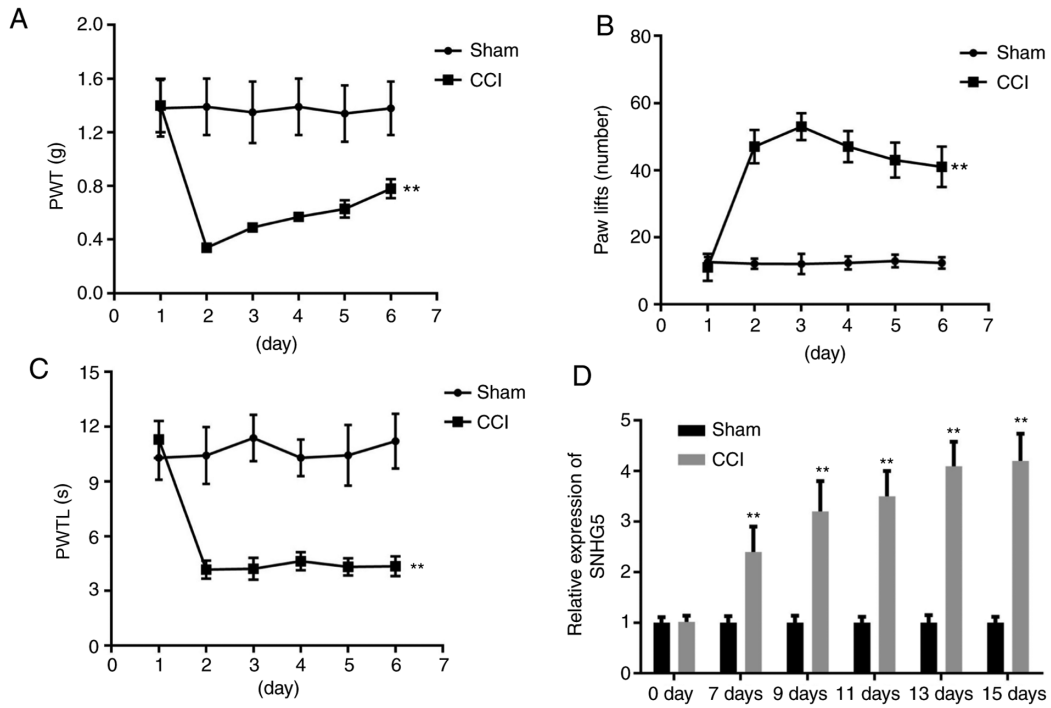 A
PWT (g)
2.0
1.6
1.2
0.8
0.4
0.0
Sham
CCI
**
0 1 2 3 4 5 6 7
(day)
B
Paw lifts (number)
80
60
40
20
0
Sham
CCI
**
0 1 2 3 4 5 6 7
(day)
C
PWTL (s)
15
12
9
6
3
0
Sham
CCI
**
0 1 2 3 4 5 6 7
(day)
D
Relative expression of
SNHG5
5
4
3
2
1
0
Sham
CCI
** ** ** ** **
0 day 7 days 9 days 11 days 13 days 15 days